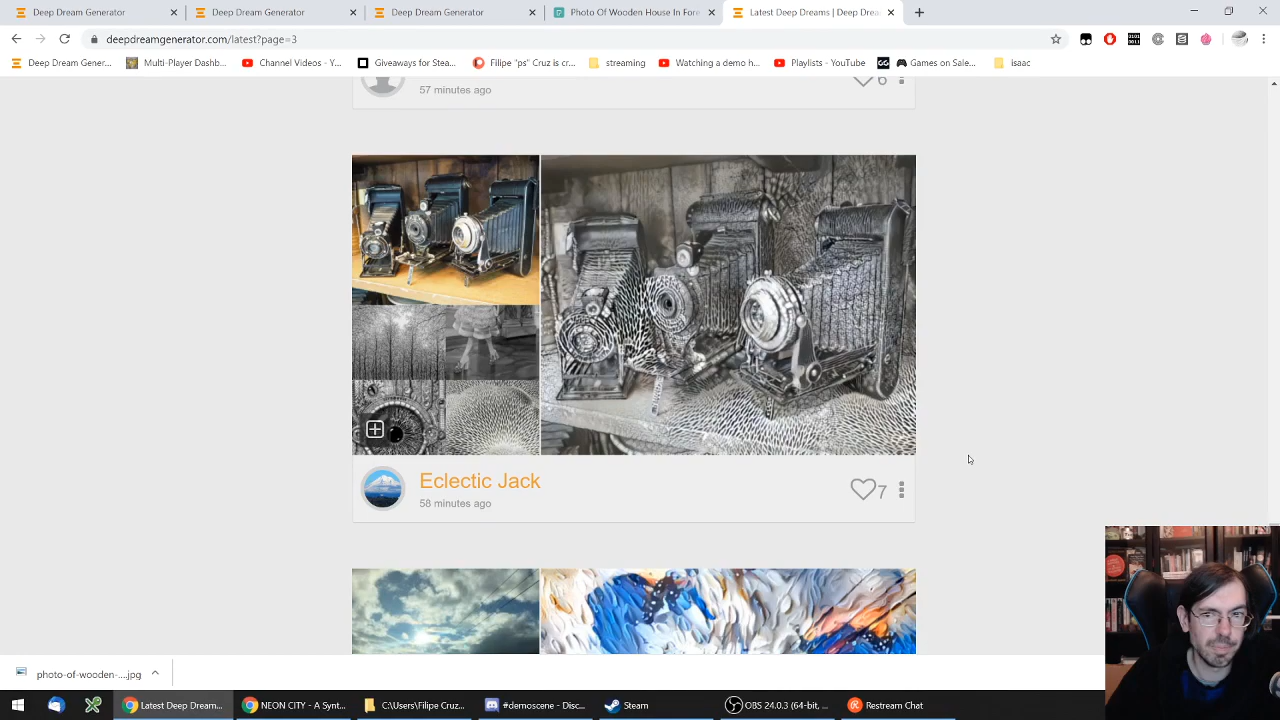 Deep Dream Generator
Deep Dream Generator
Deep Dream Generator
Photo Of Wooden House In Fore
Latest Deep Dreams | Deep Drea
deepdreamgenerator.com/latest?page=3
Deep Dream Gener...
Multi-Player Dashb...
Channel Videos - Y...
Giveaways for Stea...
Filipe "ps" Cruz is cr...
streaming
Watching a demo h...
Playlists - YouTube
Games on Sale...
isaac
57 minutes ago
6
Eclectic Jack
58 minutes ago
7
photo-of-wooden-....jpg
Latest Deep Dream...
NEON CITY - A Synt...
C:\Users\Filipe Cruz...
#demoscene - Disc...
Steam
OBS 24.0.3 (64-bit, ...
Restream Chat